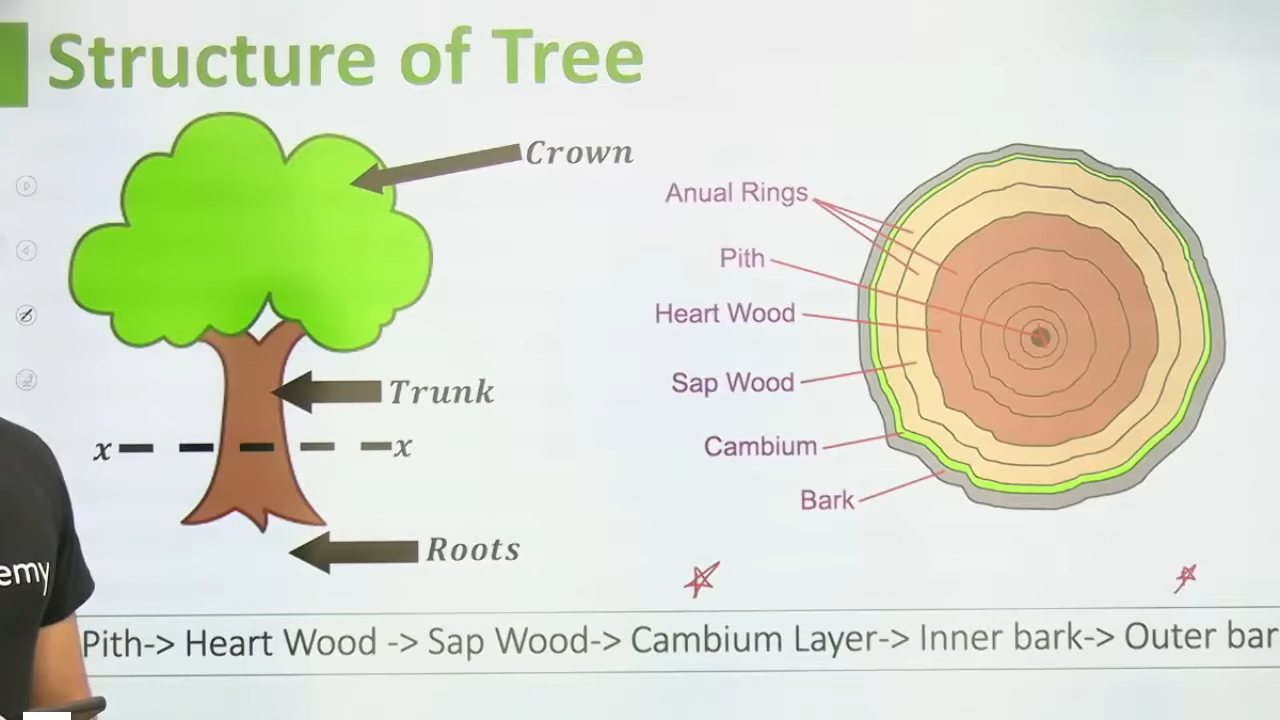 Structure of Tree
Crown
Trunk
x
x
Roots
Anual Rings
Pith
Heart Wood
Sap Wood
Cambium
Bark
emy
Pith-> Heart Wood -> Sap Wood-> Cambium Layer-> Inner bark-> Outer bar